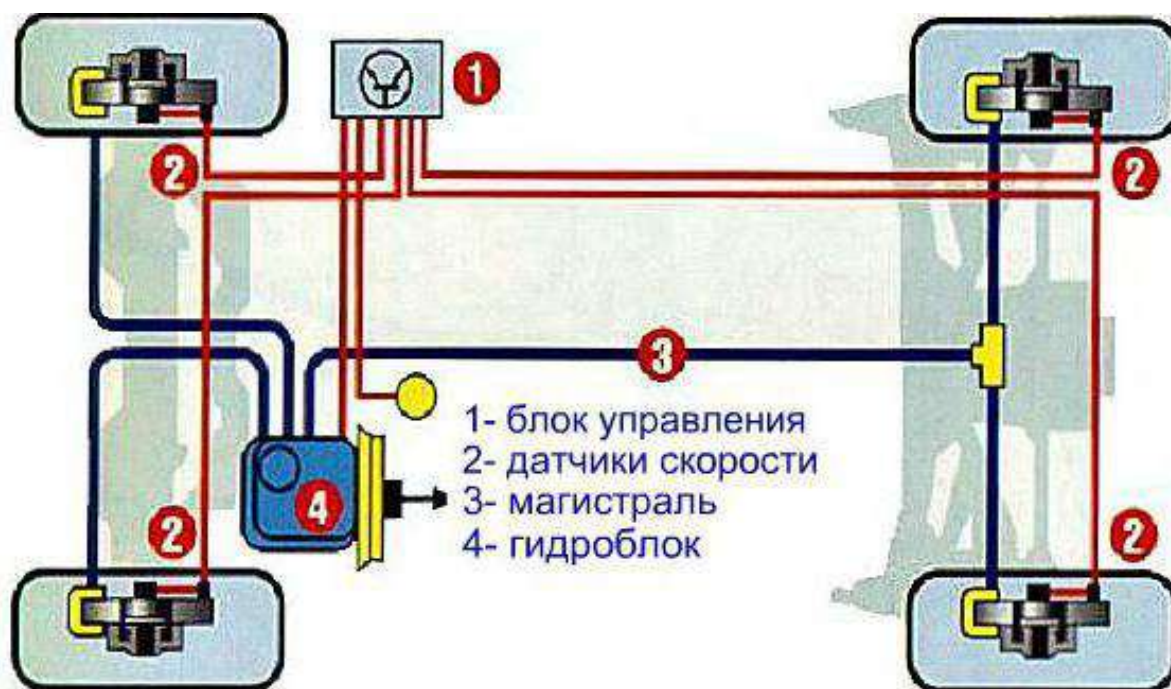 1
2
2
3
1- блок управления
2- датчики скорости
3- магистраль
4- гидроблок
4
2
2